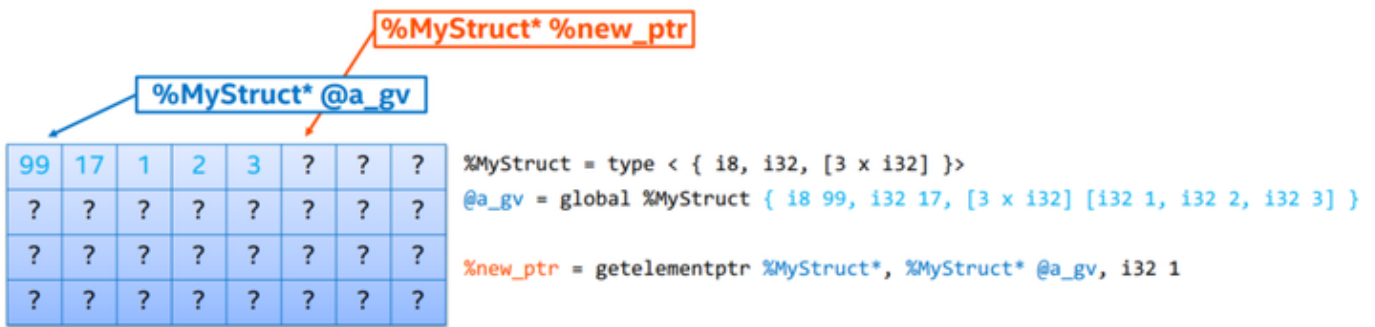 %MyStruct* %new_ptr
%MyStruct* @a_gv
99 17 1 2 3 ? ? ?
? ? ? ? ? ? ? ?
? ? ? ? ? ? ? ?
? ? ? ? ? ? ? ?
%MyStruct = type < { i8, i32, [3 x i32] }>
@a_gv = global %MyStruct { i8 99, i32 17, [3 x i32] [i32 1, i32 2, i32 3] }
%new_ptr = getelementptr %MyStruct*, %MyStruct* @a_gv, i32 1